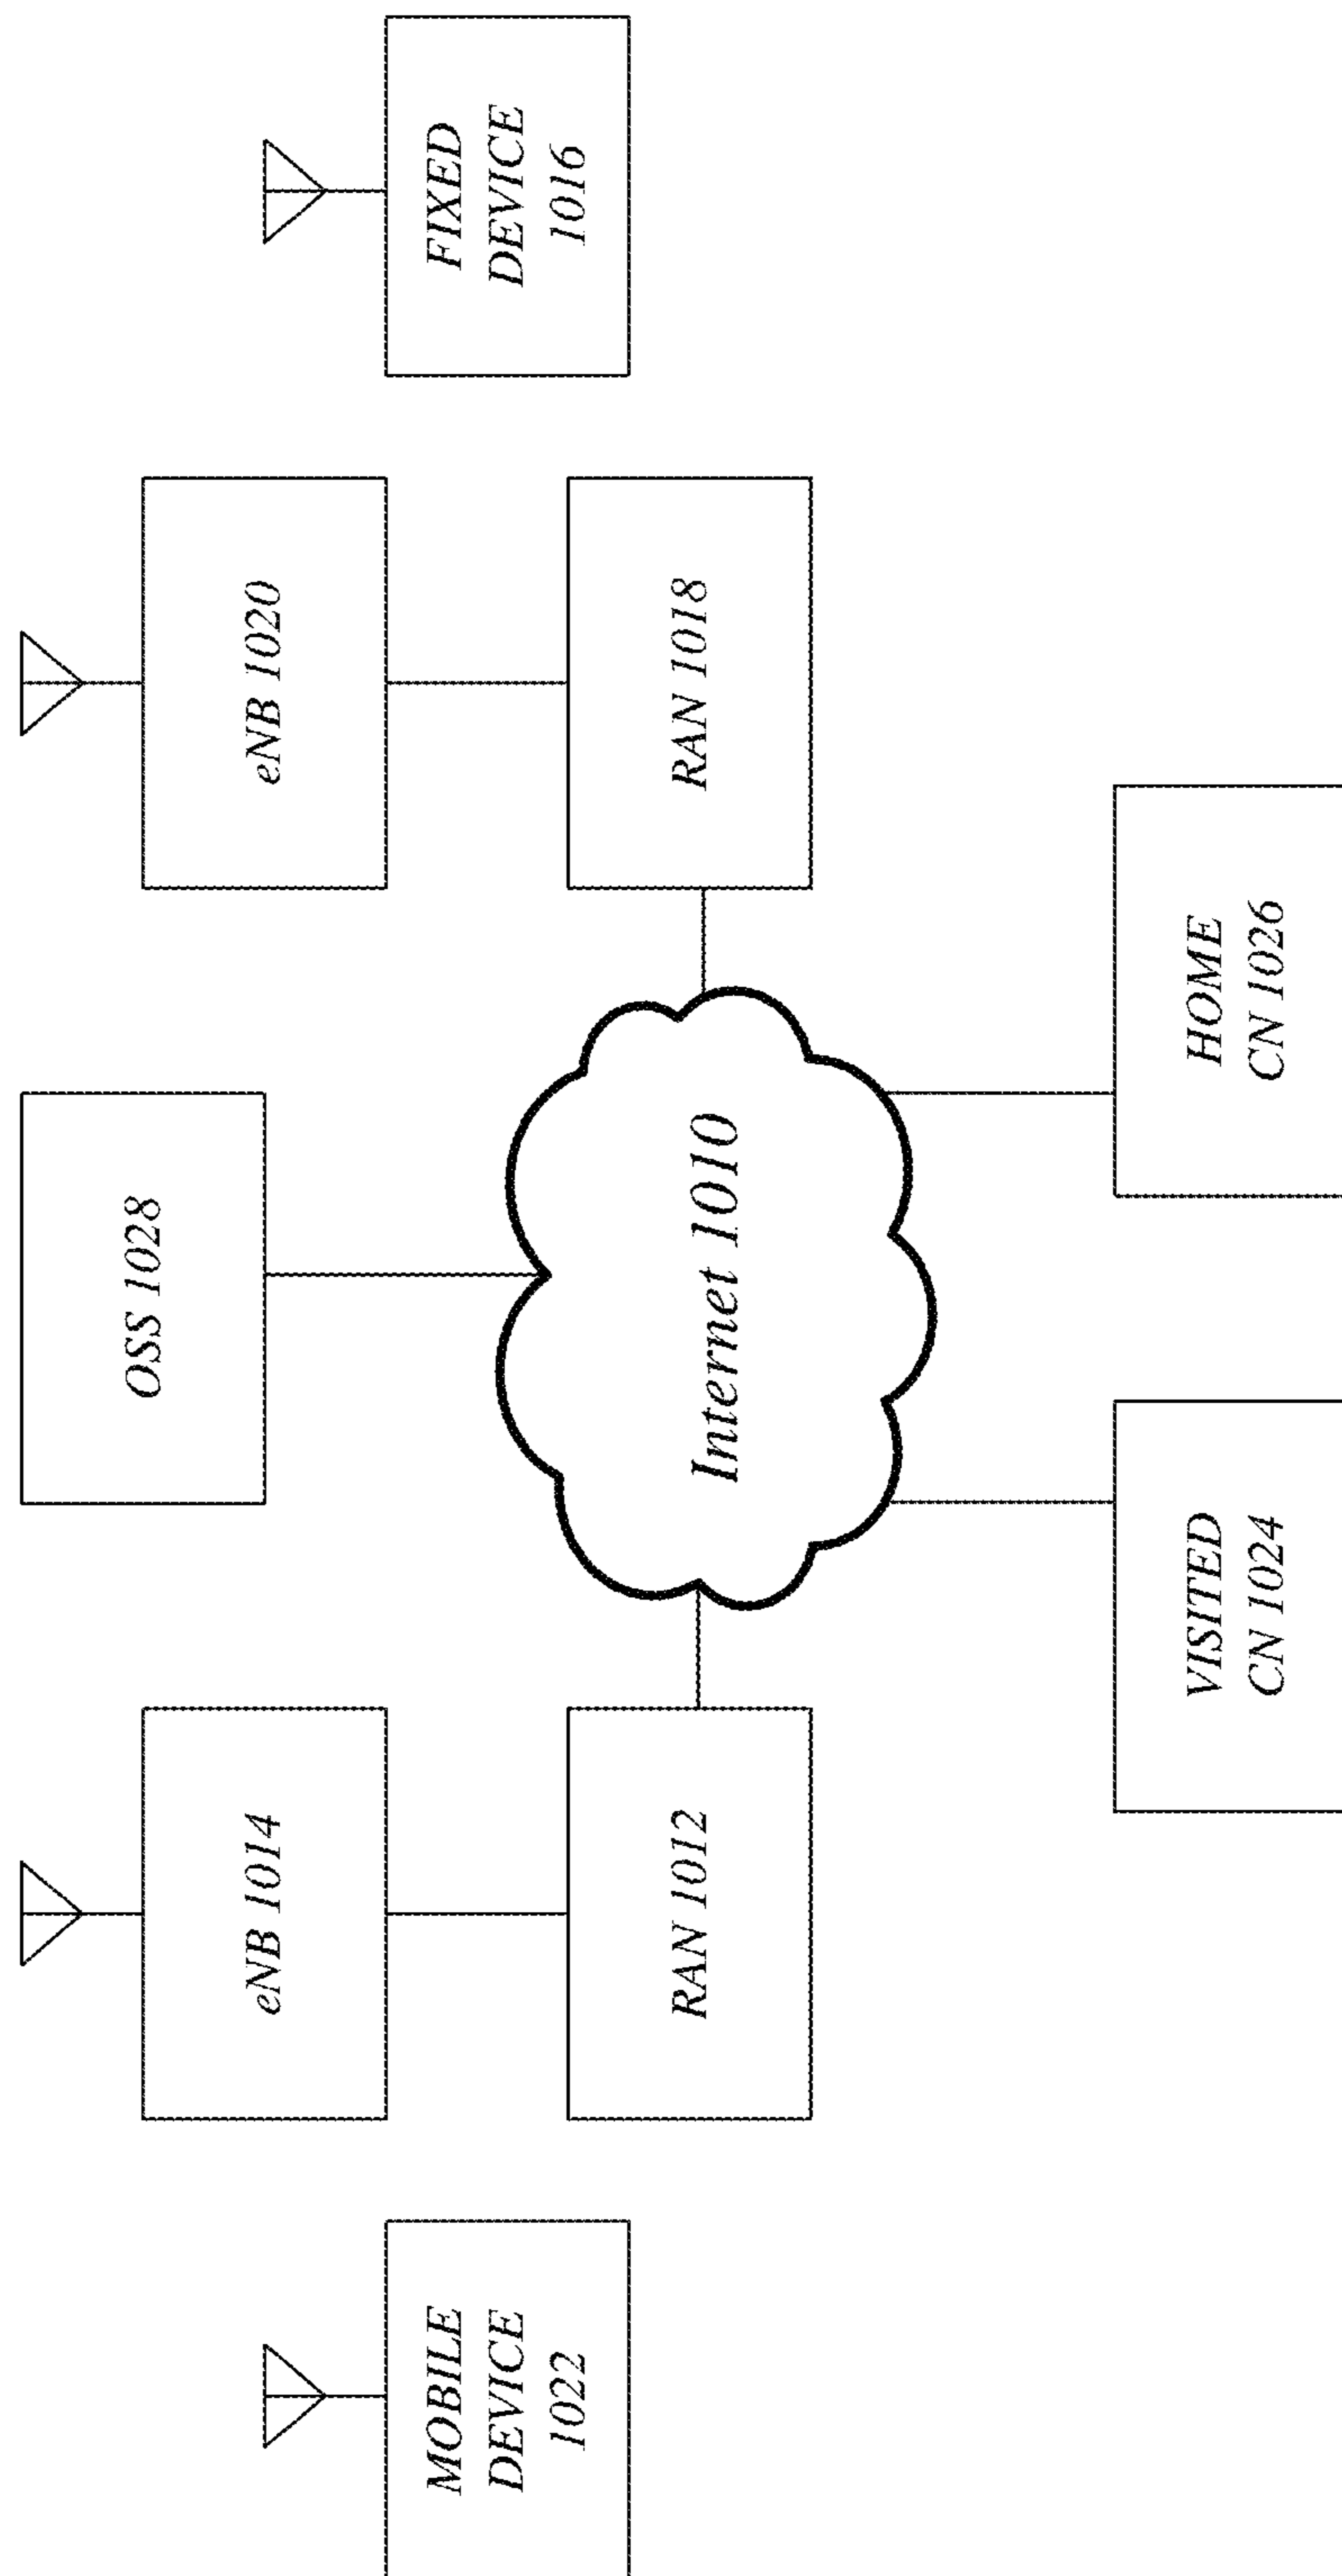 OSS 1028
eNB 1014
eNB 1020
MOBILE
DEVICE
1022
FIXED
DEVICE
1016
RAN 1012
Internet 1010
RAN 1018
VISITED
CN 1024
HOME
CN 1026